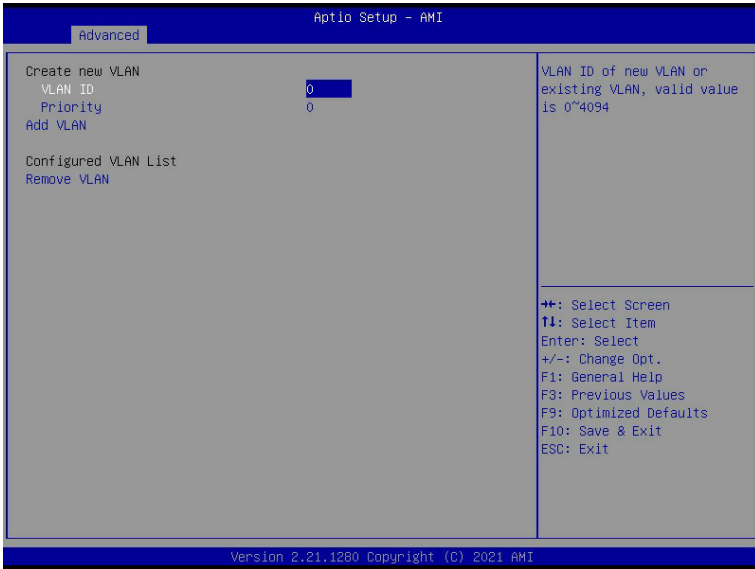 Aptio Setup – AMI
Advanced
Create new VLAN
VLAN ID 0
Priority 0
Add VLAN
Configured VLAN List
Remove VLAN
VLAN ID of new VLAN or
existing VLAN, valid value
is 0~4094
→←: Select Screen
↑↓: Select Item
Enter: Select
+/-: Change Opt.
F1: General Help
F3: Previous Values
F9: Optimized Defaults
F10: Save & Exit
ESC: Exit
Version 2.21.1280 Copyright (C) 2021 AMI